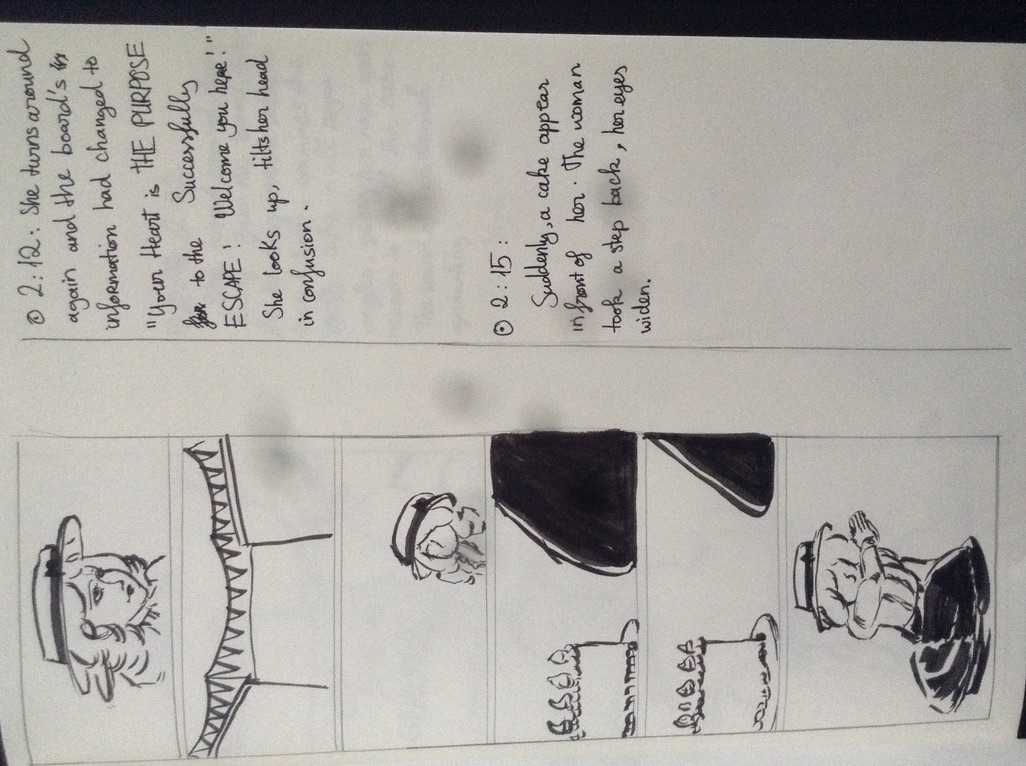 ⊙ 2:12: She turns around
again and the board's
information had changed to
"Your Heart is THE PURPOSE
to the Successfully
ESCAPE! Welcome you here!"
She looks up, tilts her head
in confusion.
⊙ 2:15:
Suddenly, a cake appear
in front of her. The woman
took a step back, her eyes
widen.